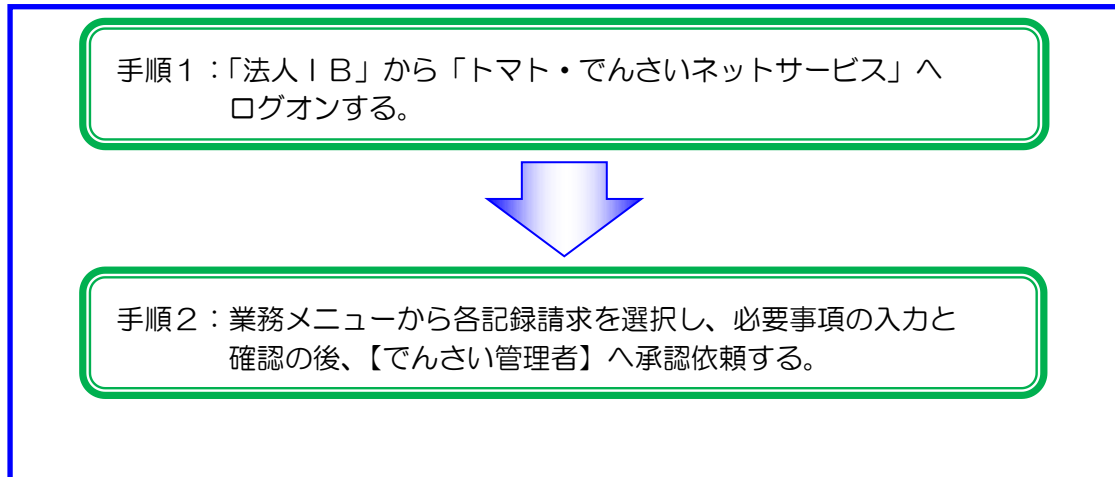 手順１：「法人ＩＢ」から「トマト・でんさいネットサービス」へ
ログオンする。
手順２：業務メニューから各記録請求を選択し、必要事項の入力と
確認の後、【でんさい管理者】へ承認依頼する。